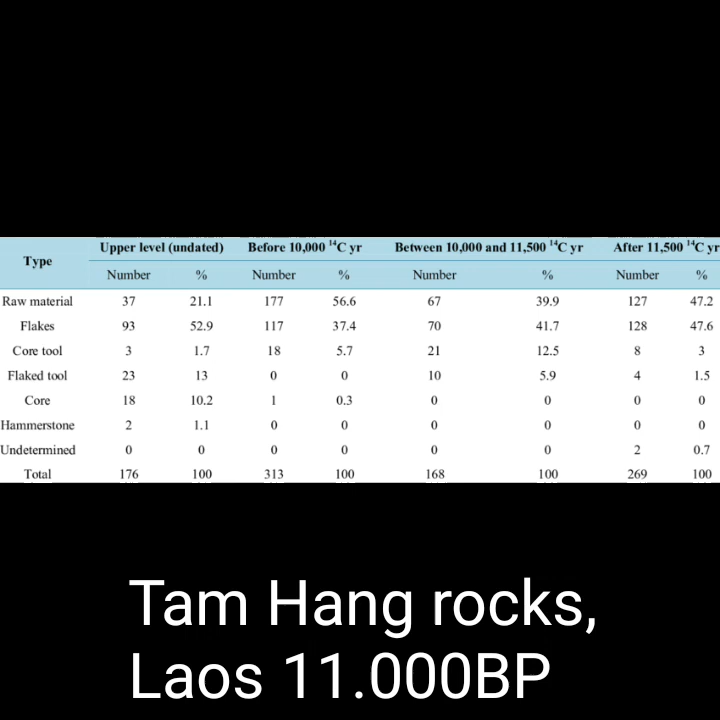 Type Upper level (undated) Before 10,000 ¹⁴C yr Between 10,000 and 11,500 ¹⁴C yr After 11,500 ¹⁴C yr
Number % Number % Number % Number %
Raw material 37 21.1 177 56.6 67 39.9 127 47.2
Flakes 93 52.9 117 37.4 70 41.7 128 47.6
Core tool 3 1.7 18 5.7 21 12.5 8 3
Flaked tool 23 13 0 0 10 5.9 4 1.5
Core 18 10.2 1 0.3 0 0 0 0
Hammerstone 2 1.1 0 0 0 0 0 0
Undetermined 0 0 0 0 0 0 2 0.7
Total 176 100 313 100 168 100 269 100
Tam Hang rocks,
Laos 11.000BP